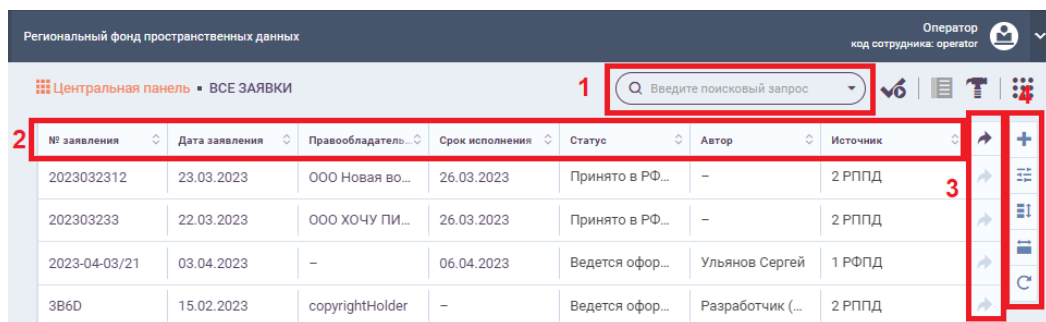 Региональный фонд пространственных данных
Оператор
код сотрудника: operator
Центральная панель ▪ ВСЕ ЗАЯВКИ
1
Введите поисковый запрос
4
2
№ заявления Дата заявления Правообладатель... Срок исполнения Статус Автор Источник
2023032312 23.03.2023 ООО Новая во... 26.03.2023 Принято в РФ... – 2 РППД
3
202303233 22.03.2023 ООО ХОЧУ ПИ... 26.03.2023 Принято в РФ... – 2 РППД
2023-04-03/21 03.04.2023 – 06.04.2023 Ведется офор... Ульянов Сергей 1 РФПД
3B6D 15.02.2023 copyrightHolder – Ведется офор... Разработчик (... 2 РППД